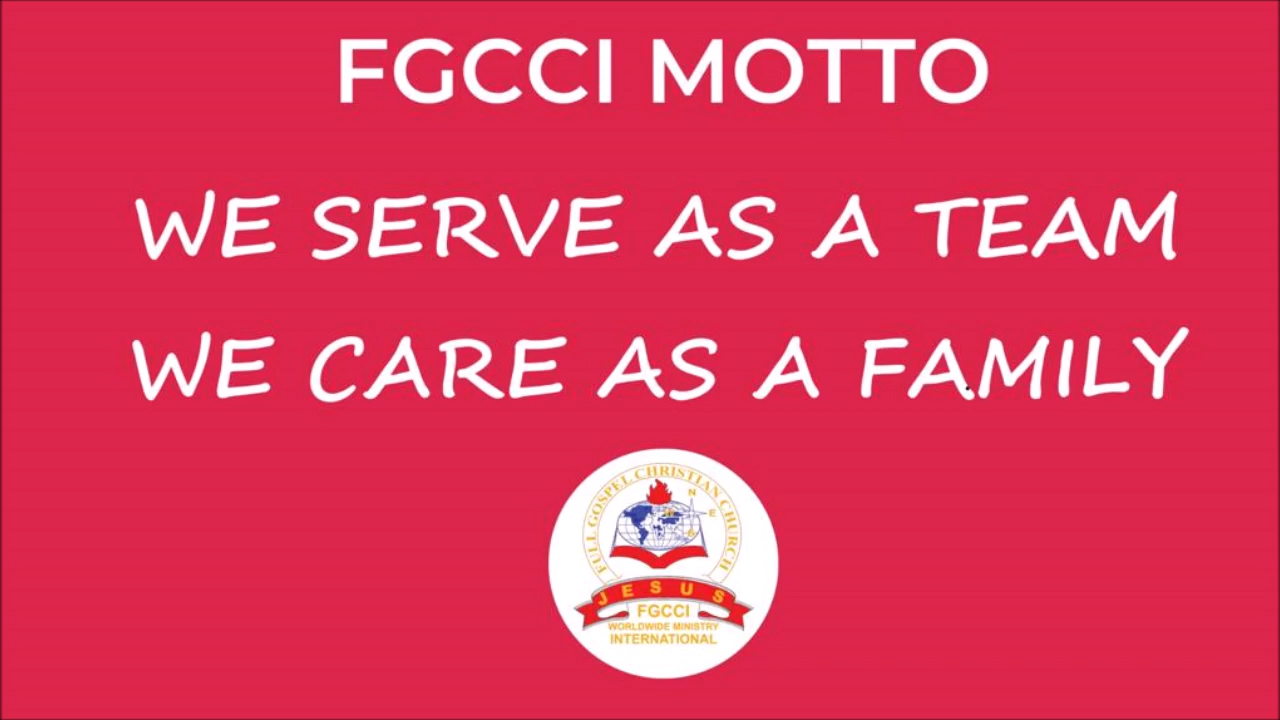 FGCCI MOTTO
WE SERVE AS A TEAM
WE CARE AS A FAMILY
FULL GOSPEL CHRISTIAN CHURCH
N
E
JESUS
FGCCI
WORLDWIDE MINISTRY
INTERNATIONAL